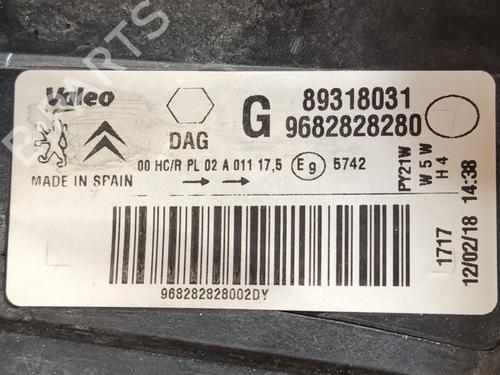 B-PARTS
Valeo
DAG
G
89318031
9682828280
00 HC/R PL 02 A 011 17,5
E9
5742
MADE IN SPAIN
PY21W
W5W
H4
1717
12/02/18 14:38
968282828002DY